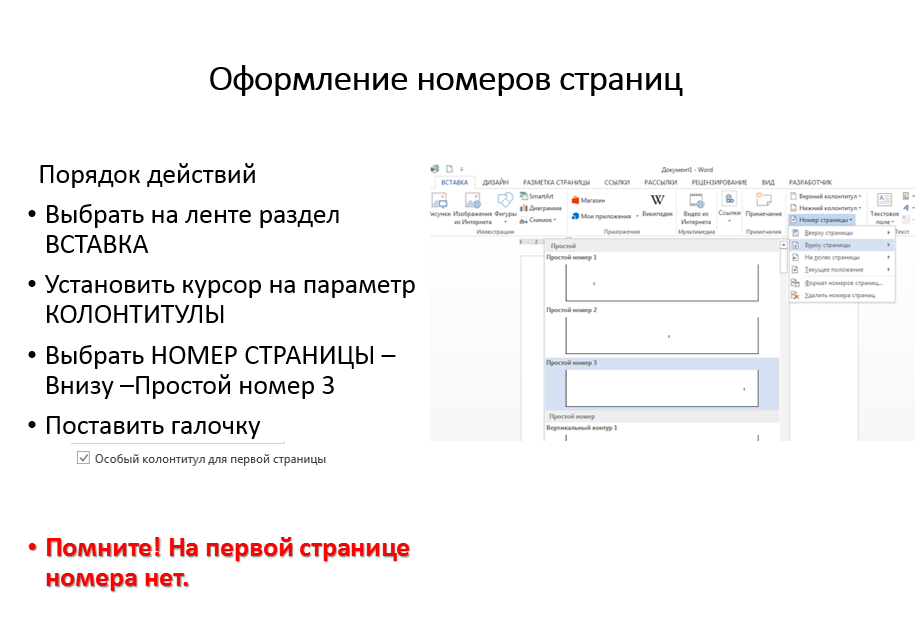 Оформление номеров страниц
Порядок действий
• Выбрать на ленте раздел
ВСТАВКА
• Установить курсор на параметр
КОЛОНТИТУЛЫ
• Выбрать НОМЕР СТРАНИЦЫ –
Внизу –Простой номер 3
• Поставить галочку
Особый колонтитул для первой страницы
• Помните! На первой странице
номера нет.
Документ1 - Word
ВСТАВКА ДИЗАЙН РАЗМЕТКА СТРАНИЦЫ ССЫЛКИ РАССЫЛКИ РЕЦЕНЗИРОВАНИЕ ВИД РАЗРАБОТЧИК
Изображения
из Интернета
Фигуры
SmartArt
Диаграмма
Снимок
Иллюстрации
Магазин
Мои приложения
Википедия
Приложения
Видео из
Интернета
Мультимедиа
Ссылки
Примечание
Примечания
Верхний колонтитул
Нижний колонтитул
Номер страницы
Текстовое
поле
Текст
Вверху страницы
Внизу страницы
На полях страницы
Текущее положение
Формат номеров страниц...
Удалить номера страниц
Простой
Простой номер 1
Простой номер 2
Простой номер 3
Простой номер
Вертикальный контур 1